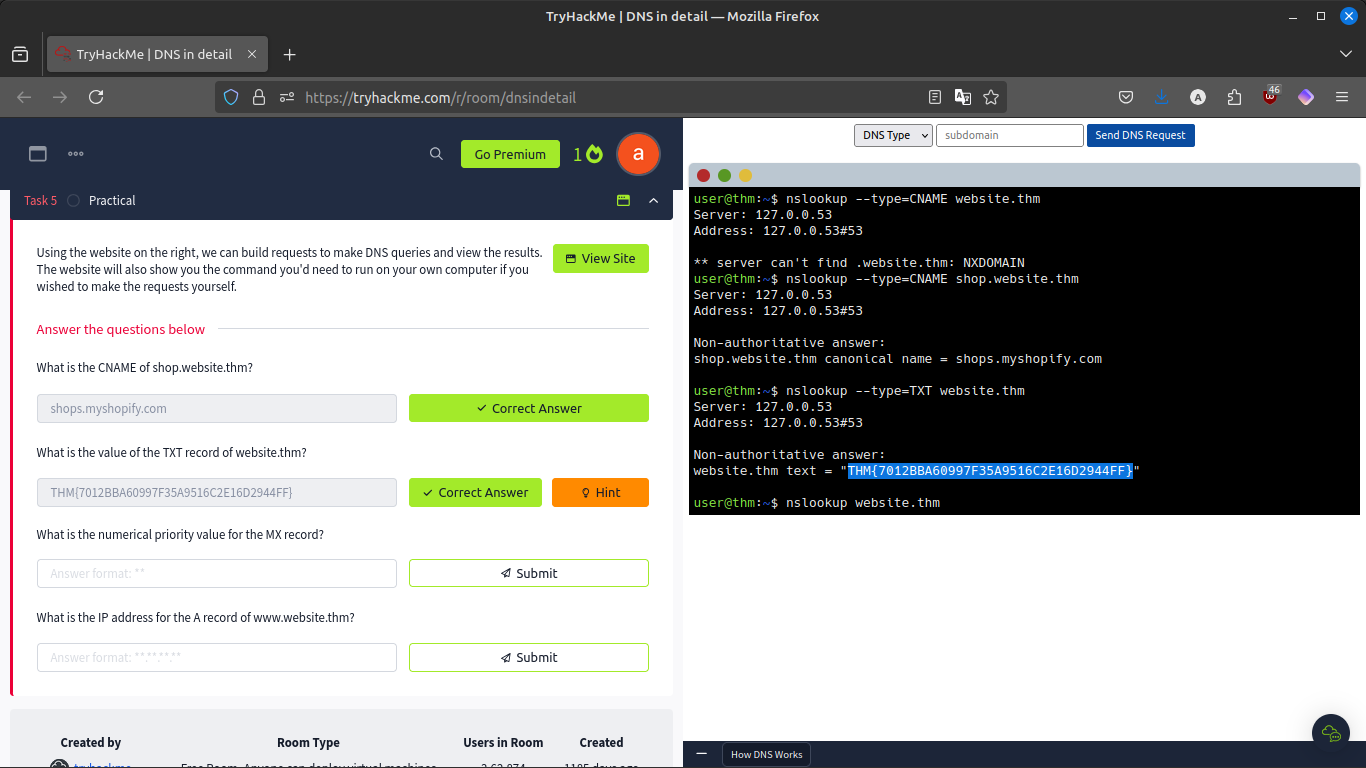 TryHackMe | DNS in detail — Mozilla Firefox
TryHackMe | DNS in detail
https://tryhackme.com/r/room/dnsindetail
A
46
Go Premium
1
a
Task 5
Practical
Using the website on the right, we can build requests to make DNS queries and view the results.
The website will also show you the command you'd need to run on your own computer if you
wished to make the requests yourself.
View Site
Answer the questions below
What is the CNAME of shop.website.thm?
shops.myshopify.com
Correct Answer
What is the value of the TXT record of website.thm?
THM{7012BBA60997F35A9516C2E16D2944FF}
Correct Answer
Hint
What is the numerical priority value for the MX record?
Answer format: **
Submit
What is the IP address for the A record of www.website.thm?
Answer format: **.**.**.**
Submit
Created by
Room Type
Users in Room
Created
tryhackme
DNS Type
subdomain
Send DNS Request
user@thm:~$ nslookup --type=CNAME website.thm
Server: 127.0.0.53
Address: 127.0.0.53#53
** server can't find .website.thm: NXDOMAIN
user@thm:~$ nslookup --type=CNAME shop.website.thm
Server: 127.0.0.53
Address: 127.0.0.53#53
Non-authoritative answer:
shop.website.thm canonical name = shops.myshopify.com
user@thm:~$ nslookup --type=TXT website.thm
Server: 127.0.0.53
Address: 127.0.0.53#53
Non-authoritative answer:
website.thm text = "THM{7012BBA60997F35A9516C2E16D2944FF}"
user@thm:~$ nslookup website.thm
How DNS Works